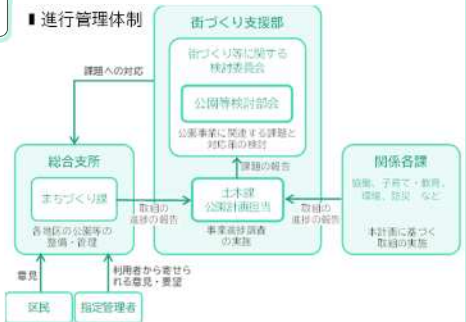 ▮進行管理体制
街づくり支援部
街づくり等に関する
検討委員会
公園等検討部会
公園事業に関連する課題と
対応策の検討
課題への対応
課題の報告
総合支所
まちづくり課
各地区の公園等の
整備・管理
取組の
進捗の報告
土木課
公園計画担当
事業進捗調査
の実施
取組の
進捗の報告
関係各課
協働、子育て・教育、
環境、防災　など
本計画に基づく
取組の実施
意見
利用者から寄せら
れる意見・要望
区民
指定管理者